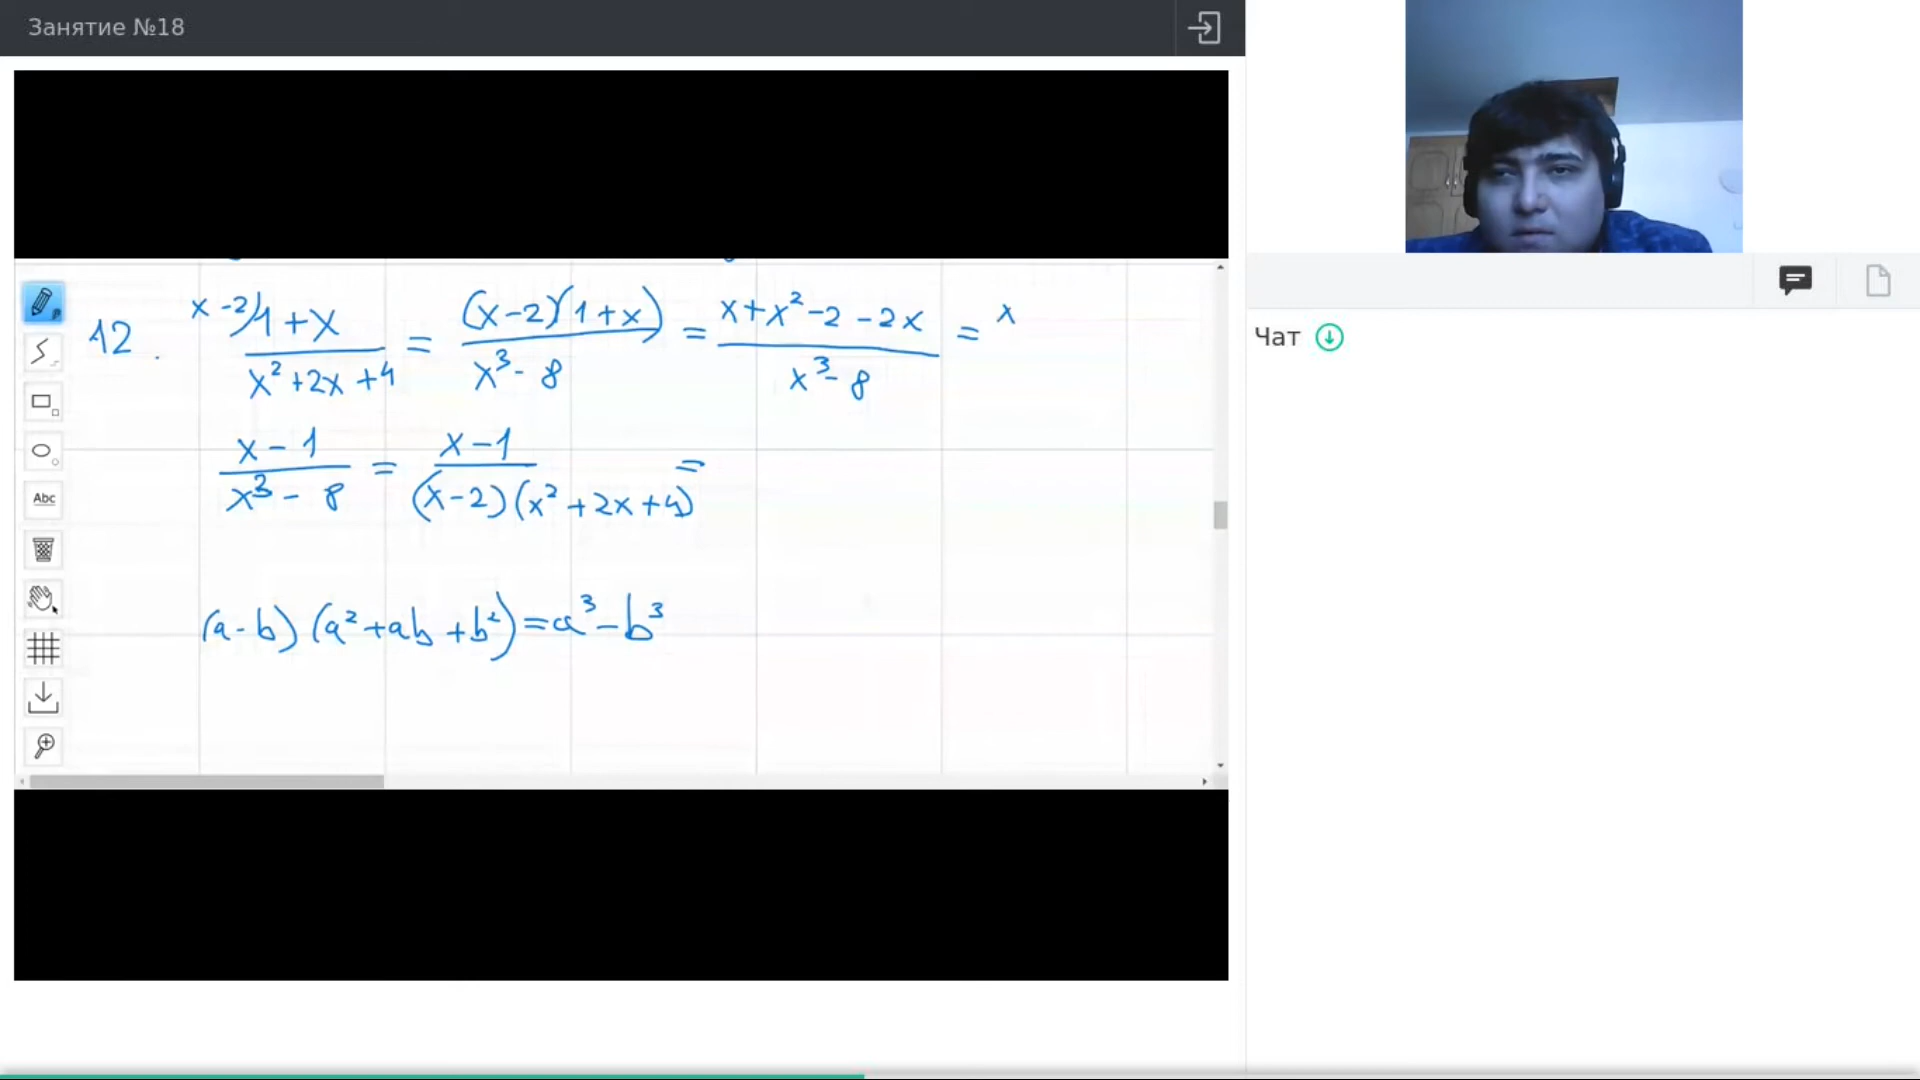 Занятие №18
12. x-2/ 1+x / x²+2x+4 = (x-2)(1+x) / x³-8 = x+x²-2-2x / x³-8 = x
x-1 / x³-8 = x-1 / (x-2)(x²+2x+4) =
(a-b)(a²+ab+b²)=a³-b³
Abc
Чат